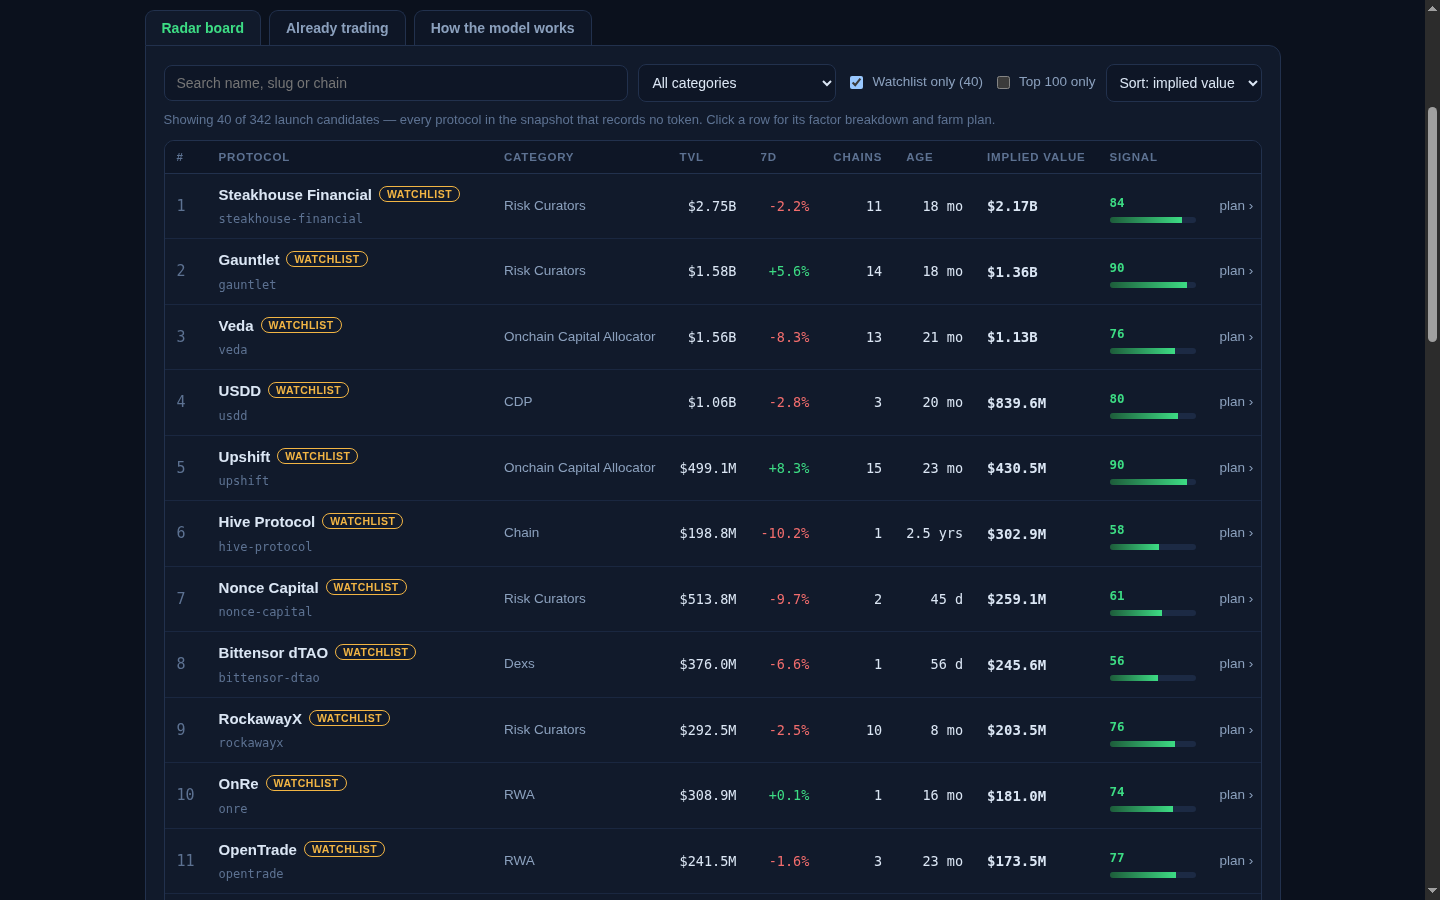 Radar board Already trading How the model works
Search name, slug or chain All categories Watchlist only (40) Top 100 only Sort: implied value
Showing 40 of 342 launch candidates — every protocol in the snapshot that records no token. Click a row for its factor breakdown and farm plan.
# PROTOCOL CATEGORY TVL 7D CHAINS AGE IMPLIED VALUE SIGNAL
1 Steakhouse Financial WATCHLIST Risk Curators $2.75B -2.2% 11 18 mo $2.17B 84 plan ›
steakhouse-financial
2 Gauntlet WATCHLIST Risk Curators $1.58B +5.6% 14 18 mo $1.36B 90 plan ›
gauntlet
3 Veda WATCHLIST Onchain Capital Allocator $1.56B -8.3% 13 21 mo $1.13B 76 plan ›
veda
4 USDD WATCHLIST CDP $1.06B -2.8% 3 20 mo $839.6M 80 plan ›
usdd
5 Upshift WATCHLIST Onchain Capital Allocator $499.1M +8.3% 15 23 mo $430.5M 90 plan ›
upshift
6 Hive Protocol WATCHLIST Chain $198.8M -10.2% 1 2.5 yrs $302.9M 58 plan ›
hive-protocol
7 Nonce Capital WATCHLIST Risk Curators $513.8M -9.7% 2 45 d $259.1M 61 plan ›
nonce-capital
8 Bittensor dTAO WATCHLIST Dexs $376.0M -6.6% 1 56 d $245.6M 56 plan ›
bittensor-dtao
9 RockawayX WATCHLIST Risk Curators $292.5M -2.5% 10 8 mo $203.5M 76 plan ›
rockawayx
10 OnRe WATCHLIST RWA $308.9M +0.1% 1 16 mo $181.0M 74 plan ›
onre
11 OpenTrade WATCHLIST RWA $241.5M -1.6% 3 23 mo $173.5M 77 plan ›
opentrade